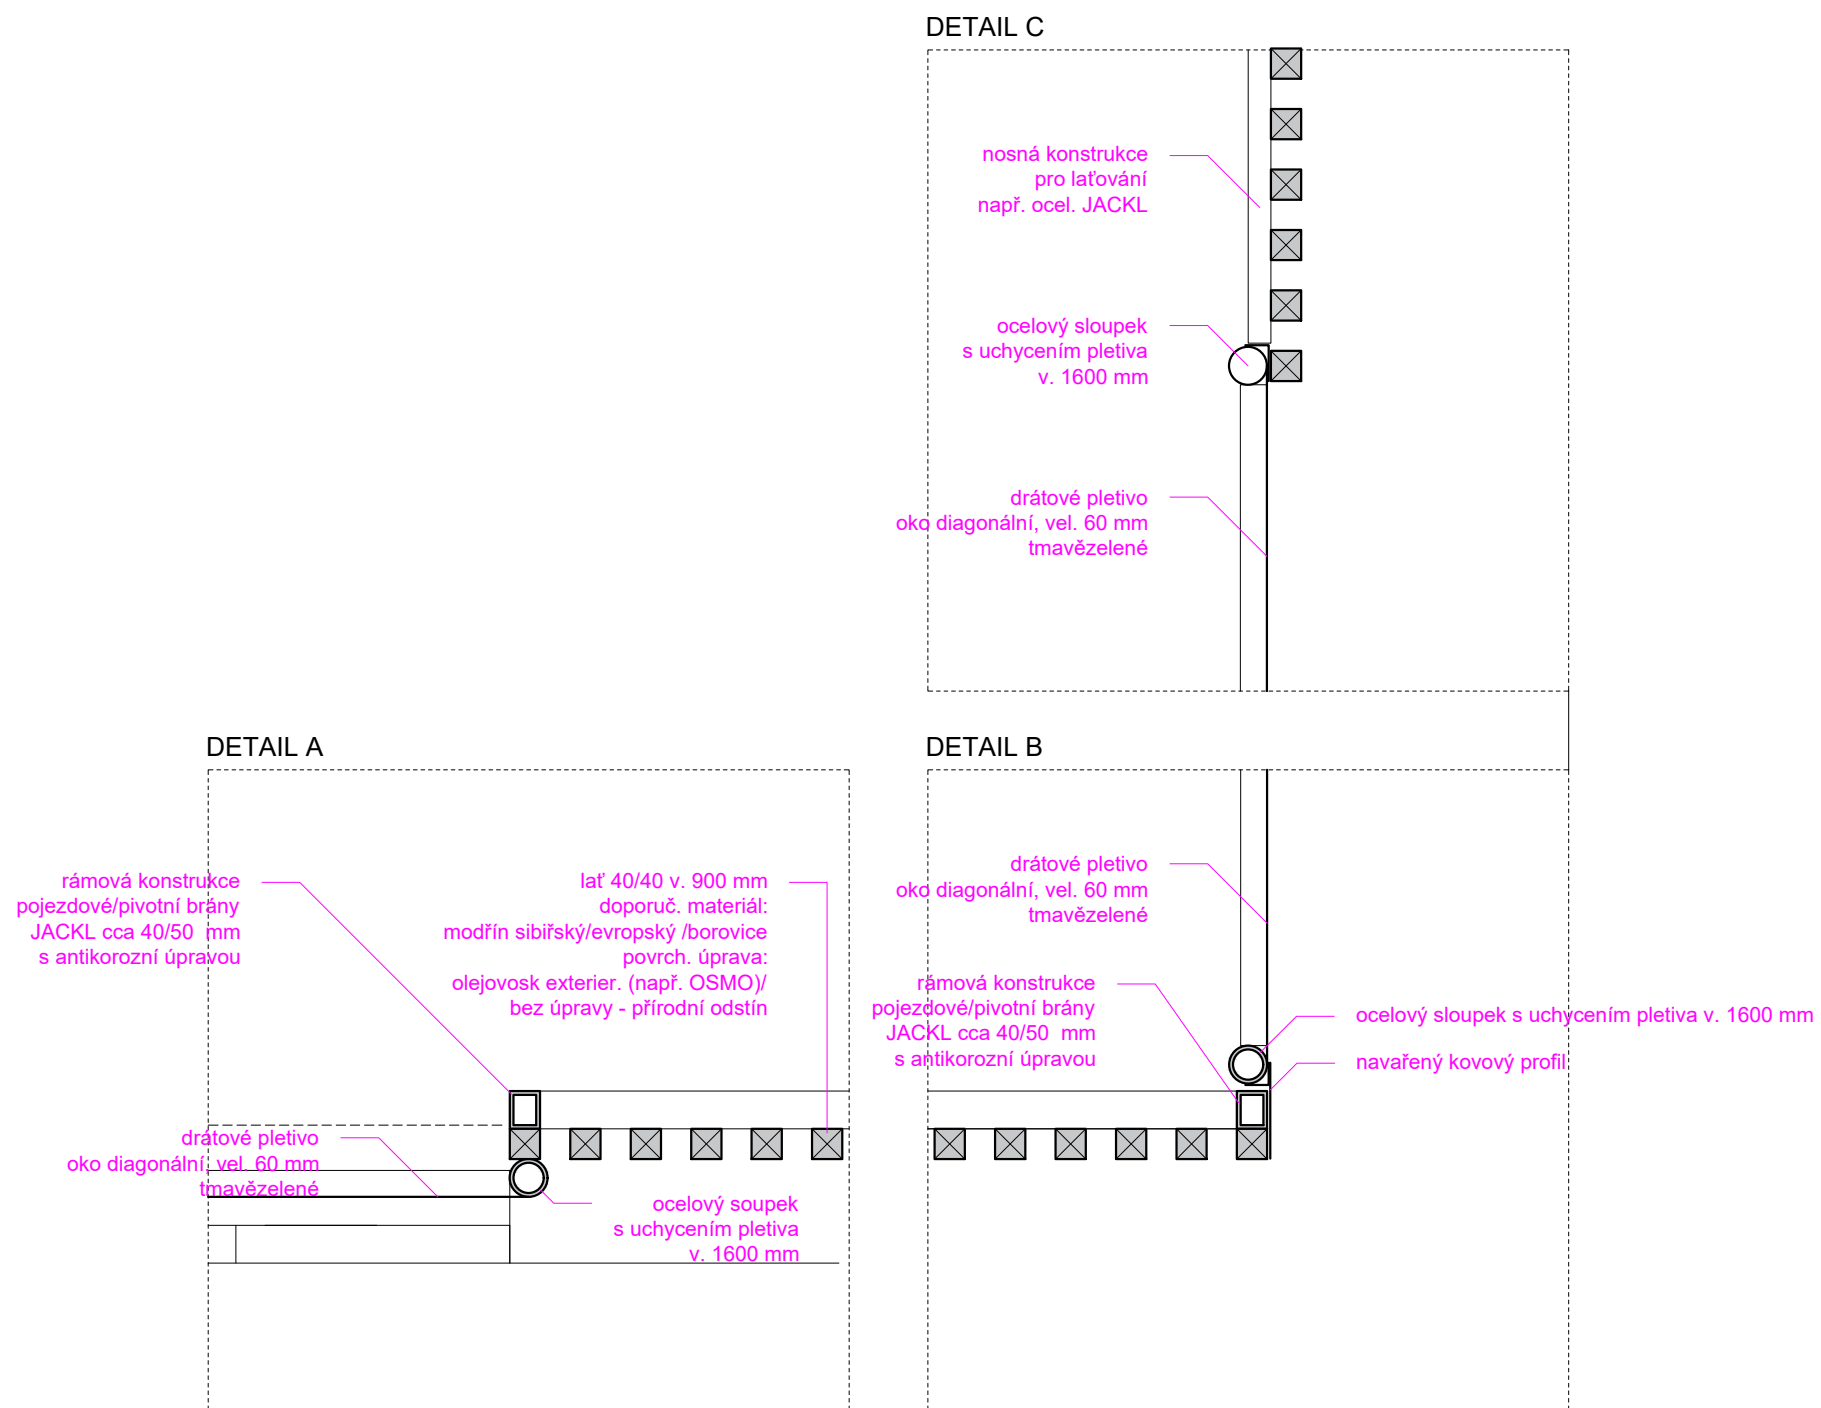 DETAIL C
nosná konstrukce
pro laťování
např. ocel. JACKL
ocelový sloupek
s uchycením pletiva
v. 1600 mm
drátové pletivo
oko diagonální, vel. 60 mm
tmavězelené
DETAIL A
rámová konstrukce
pojezdové/pivotní brány
JACKL cca 40/50 mm
s antikorozní úpravou
lať 40/40 v. 900 mm
doporuč. materiál:
modřín sibiřský/evropský /borovice
povrch. úprava:
olejovosk exterier. (např. OSMO)/
bez úpravy - přírodní odstín
drátové pletivo
oko diagonální, vel. 60 mm
tmavězelené
ocelový soupek
s uchycením pletiva
v. 1600 mm
DETAIL B
drátové pletivo
oko diagonální, vel. 60 mm
tmavězelené
rámová konstrukce
pojezdové/pivotní brány
JACKL cca 40/50 mm
s antikorozní úpravou
ocelový sloupek s uchycením pletiva v. 1600 mm
navařený kovový profil